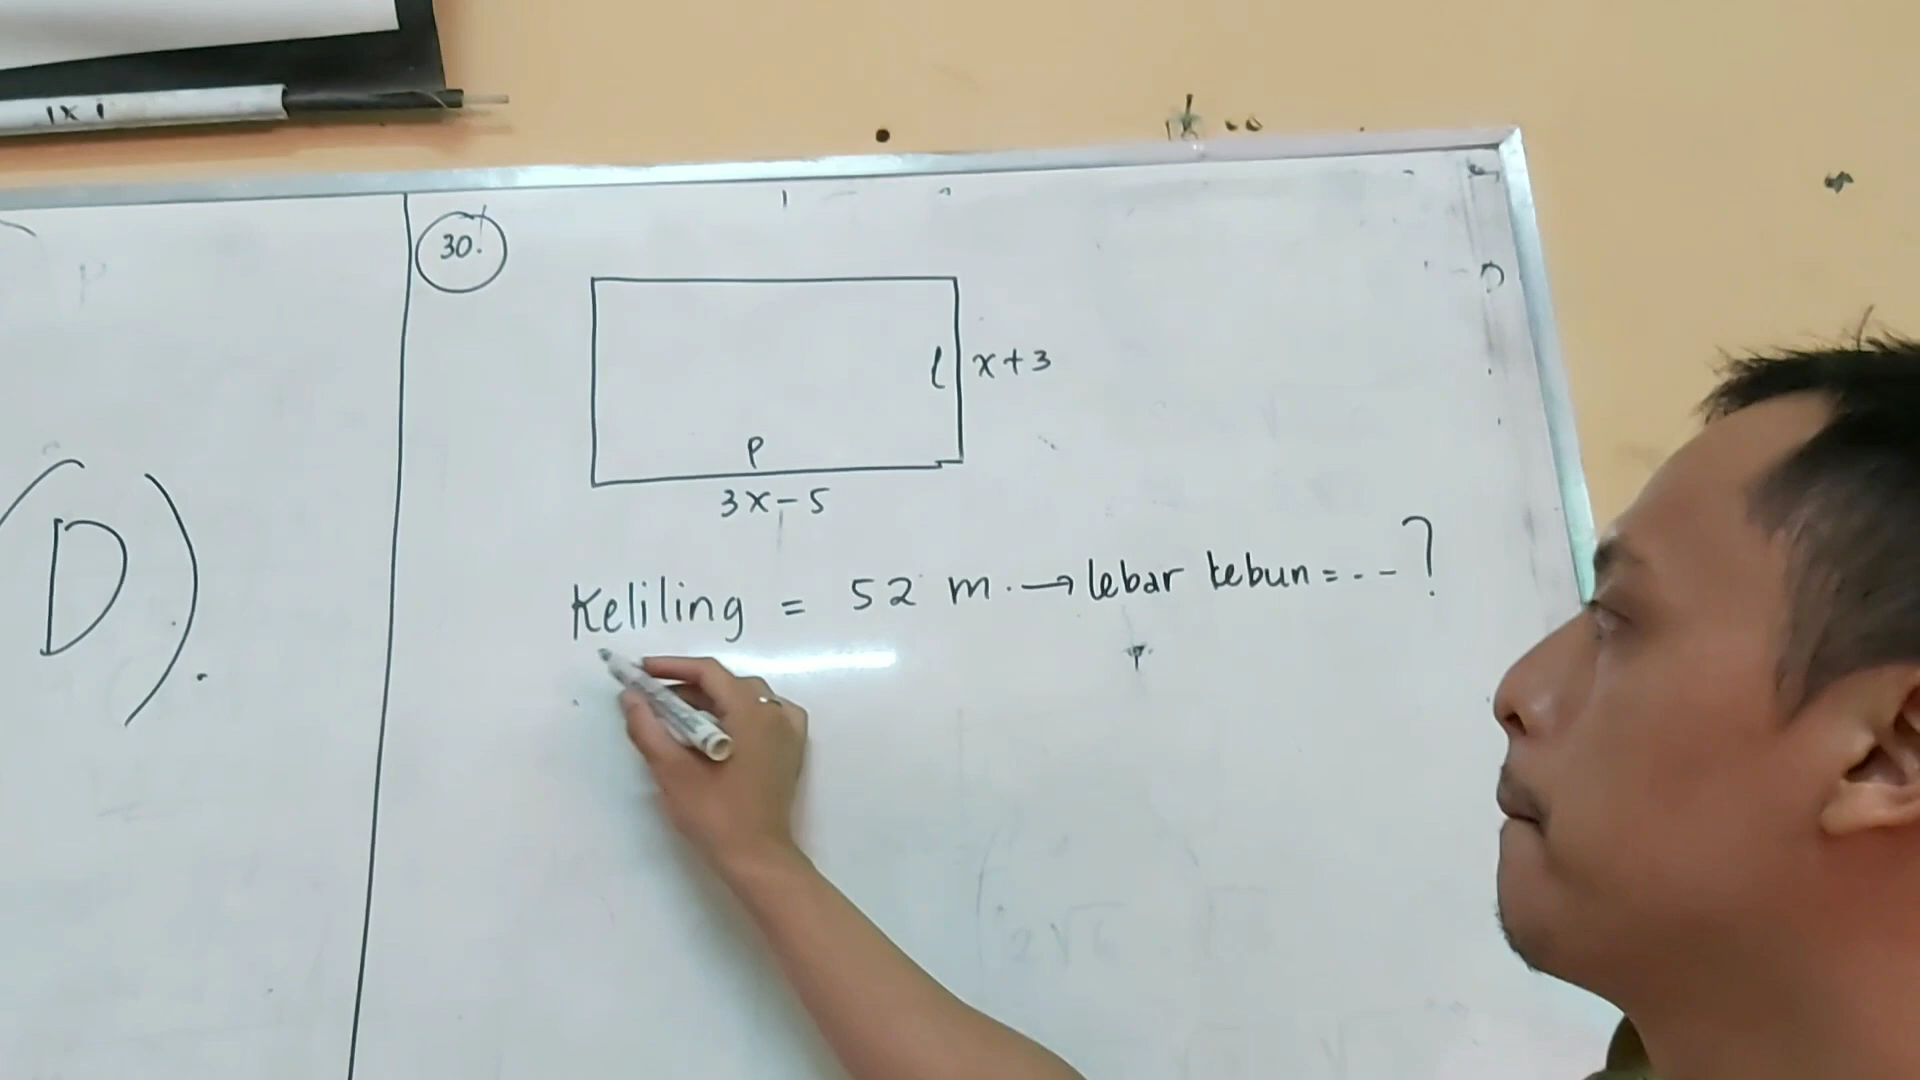 1x1
30.
l x+3
p
3x-5
Keliling = 52 m. → lebar kebun = .. - ?
D).